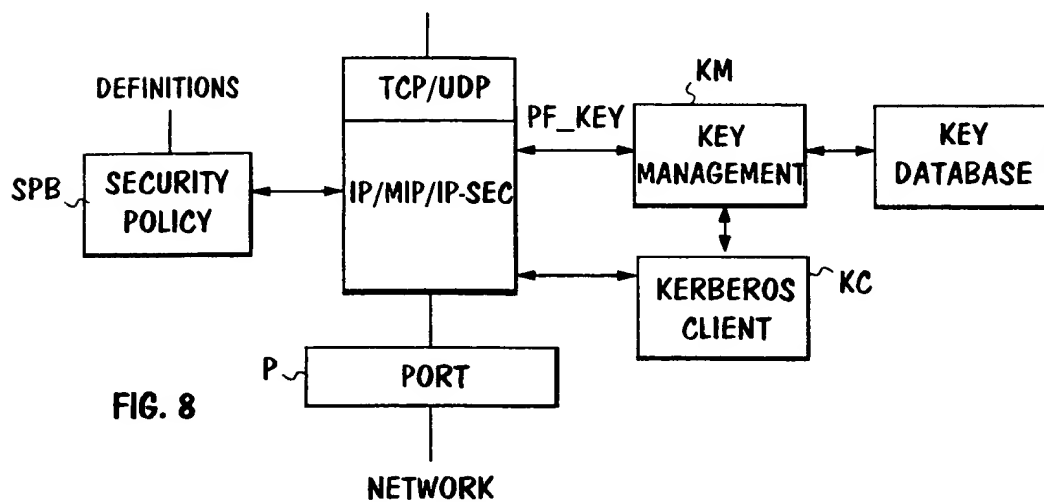 DEFINITIONS
SPB
SECURITY
POLICY
TCP/UDP
IP/MIP/IP-SEC
PF_KEY
KM
KEY
MANAGEMENT
KEY
DATABASE
KERBEROS
CLIENT
KC
P
PORT
FIG. 8
NETWORK